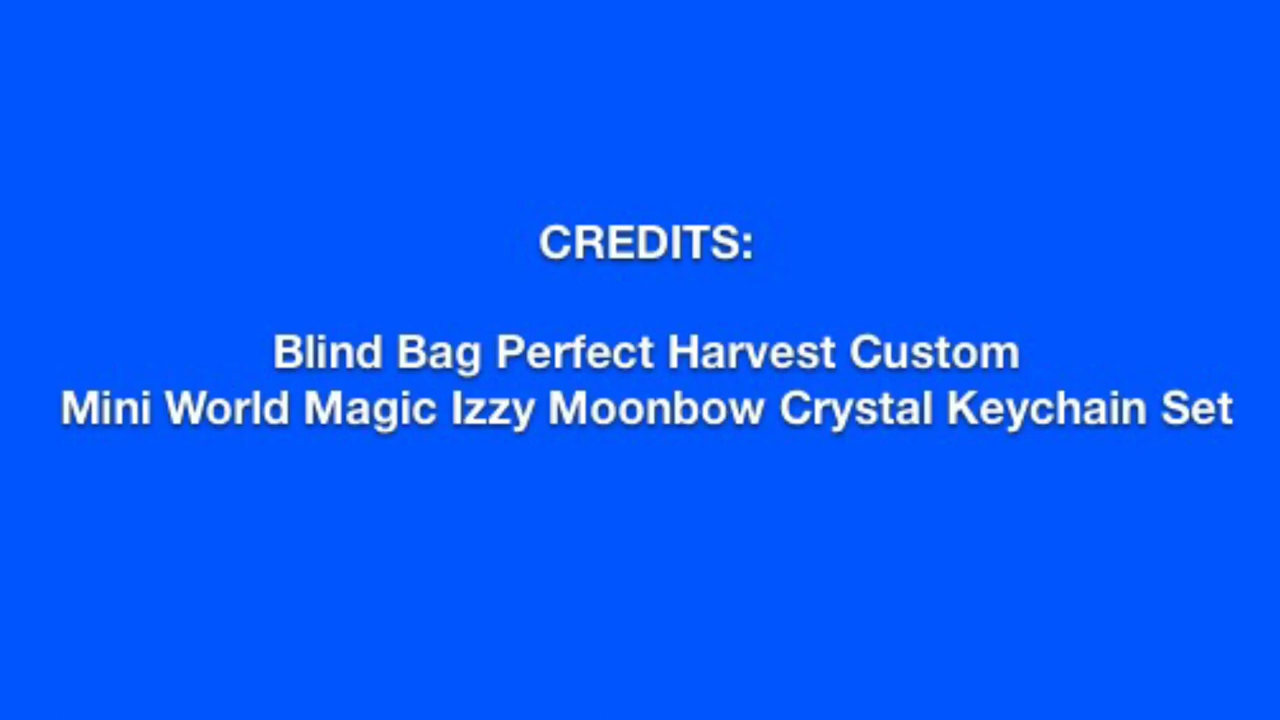 CREDITS:
Blind Bag Perfect Harvest Custom
Mini World Magic Izzy Moonbow Crystal Keychain Set